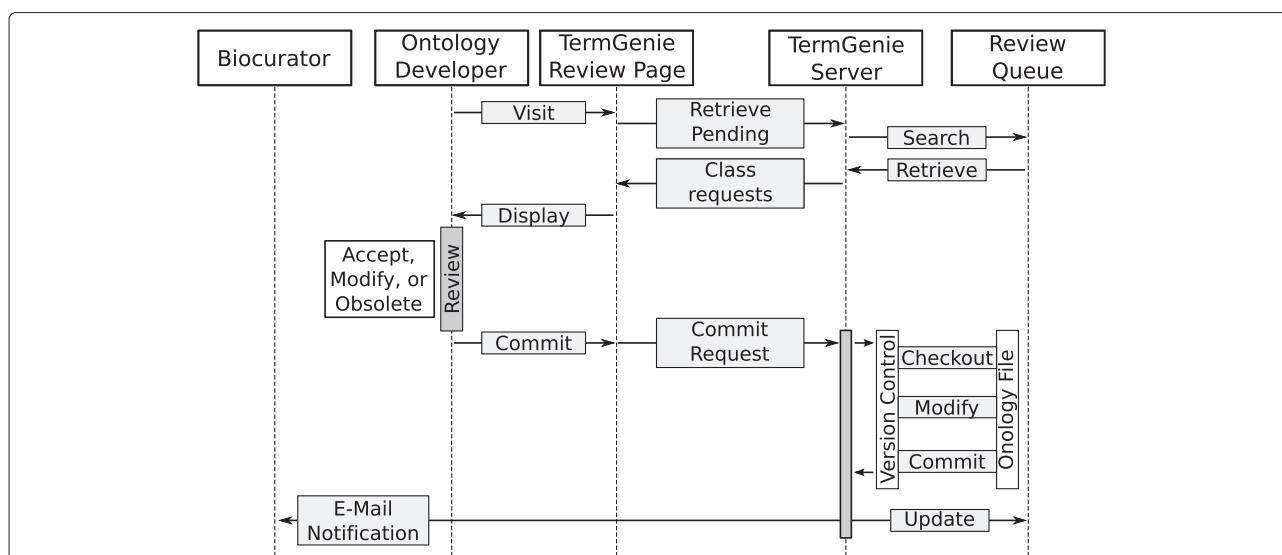 Biocurator
Ontology
Developer
TermGenie
Review Page
TermGenie
Server
Review
Queue
Visit
Retrieve
Pending
Search
Retrieve
Class
requests
Display
Accept,
Modify, or
Obsolete
Review
Commit
Commit
Request
Version Control
Checkout
Modify
Commit
Onology File
E-Mail
Notification
Update